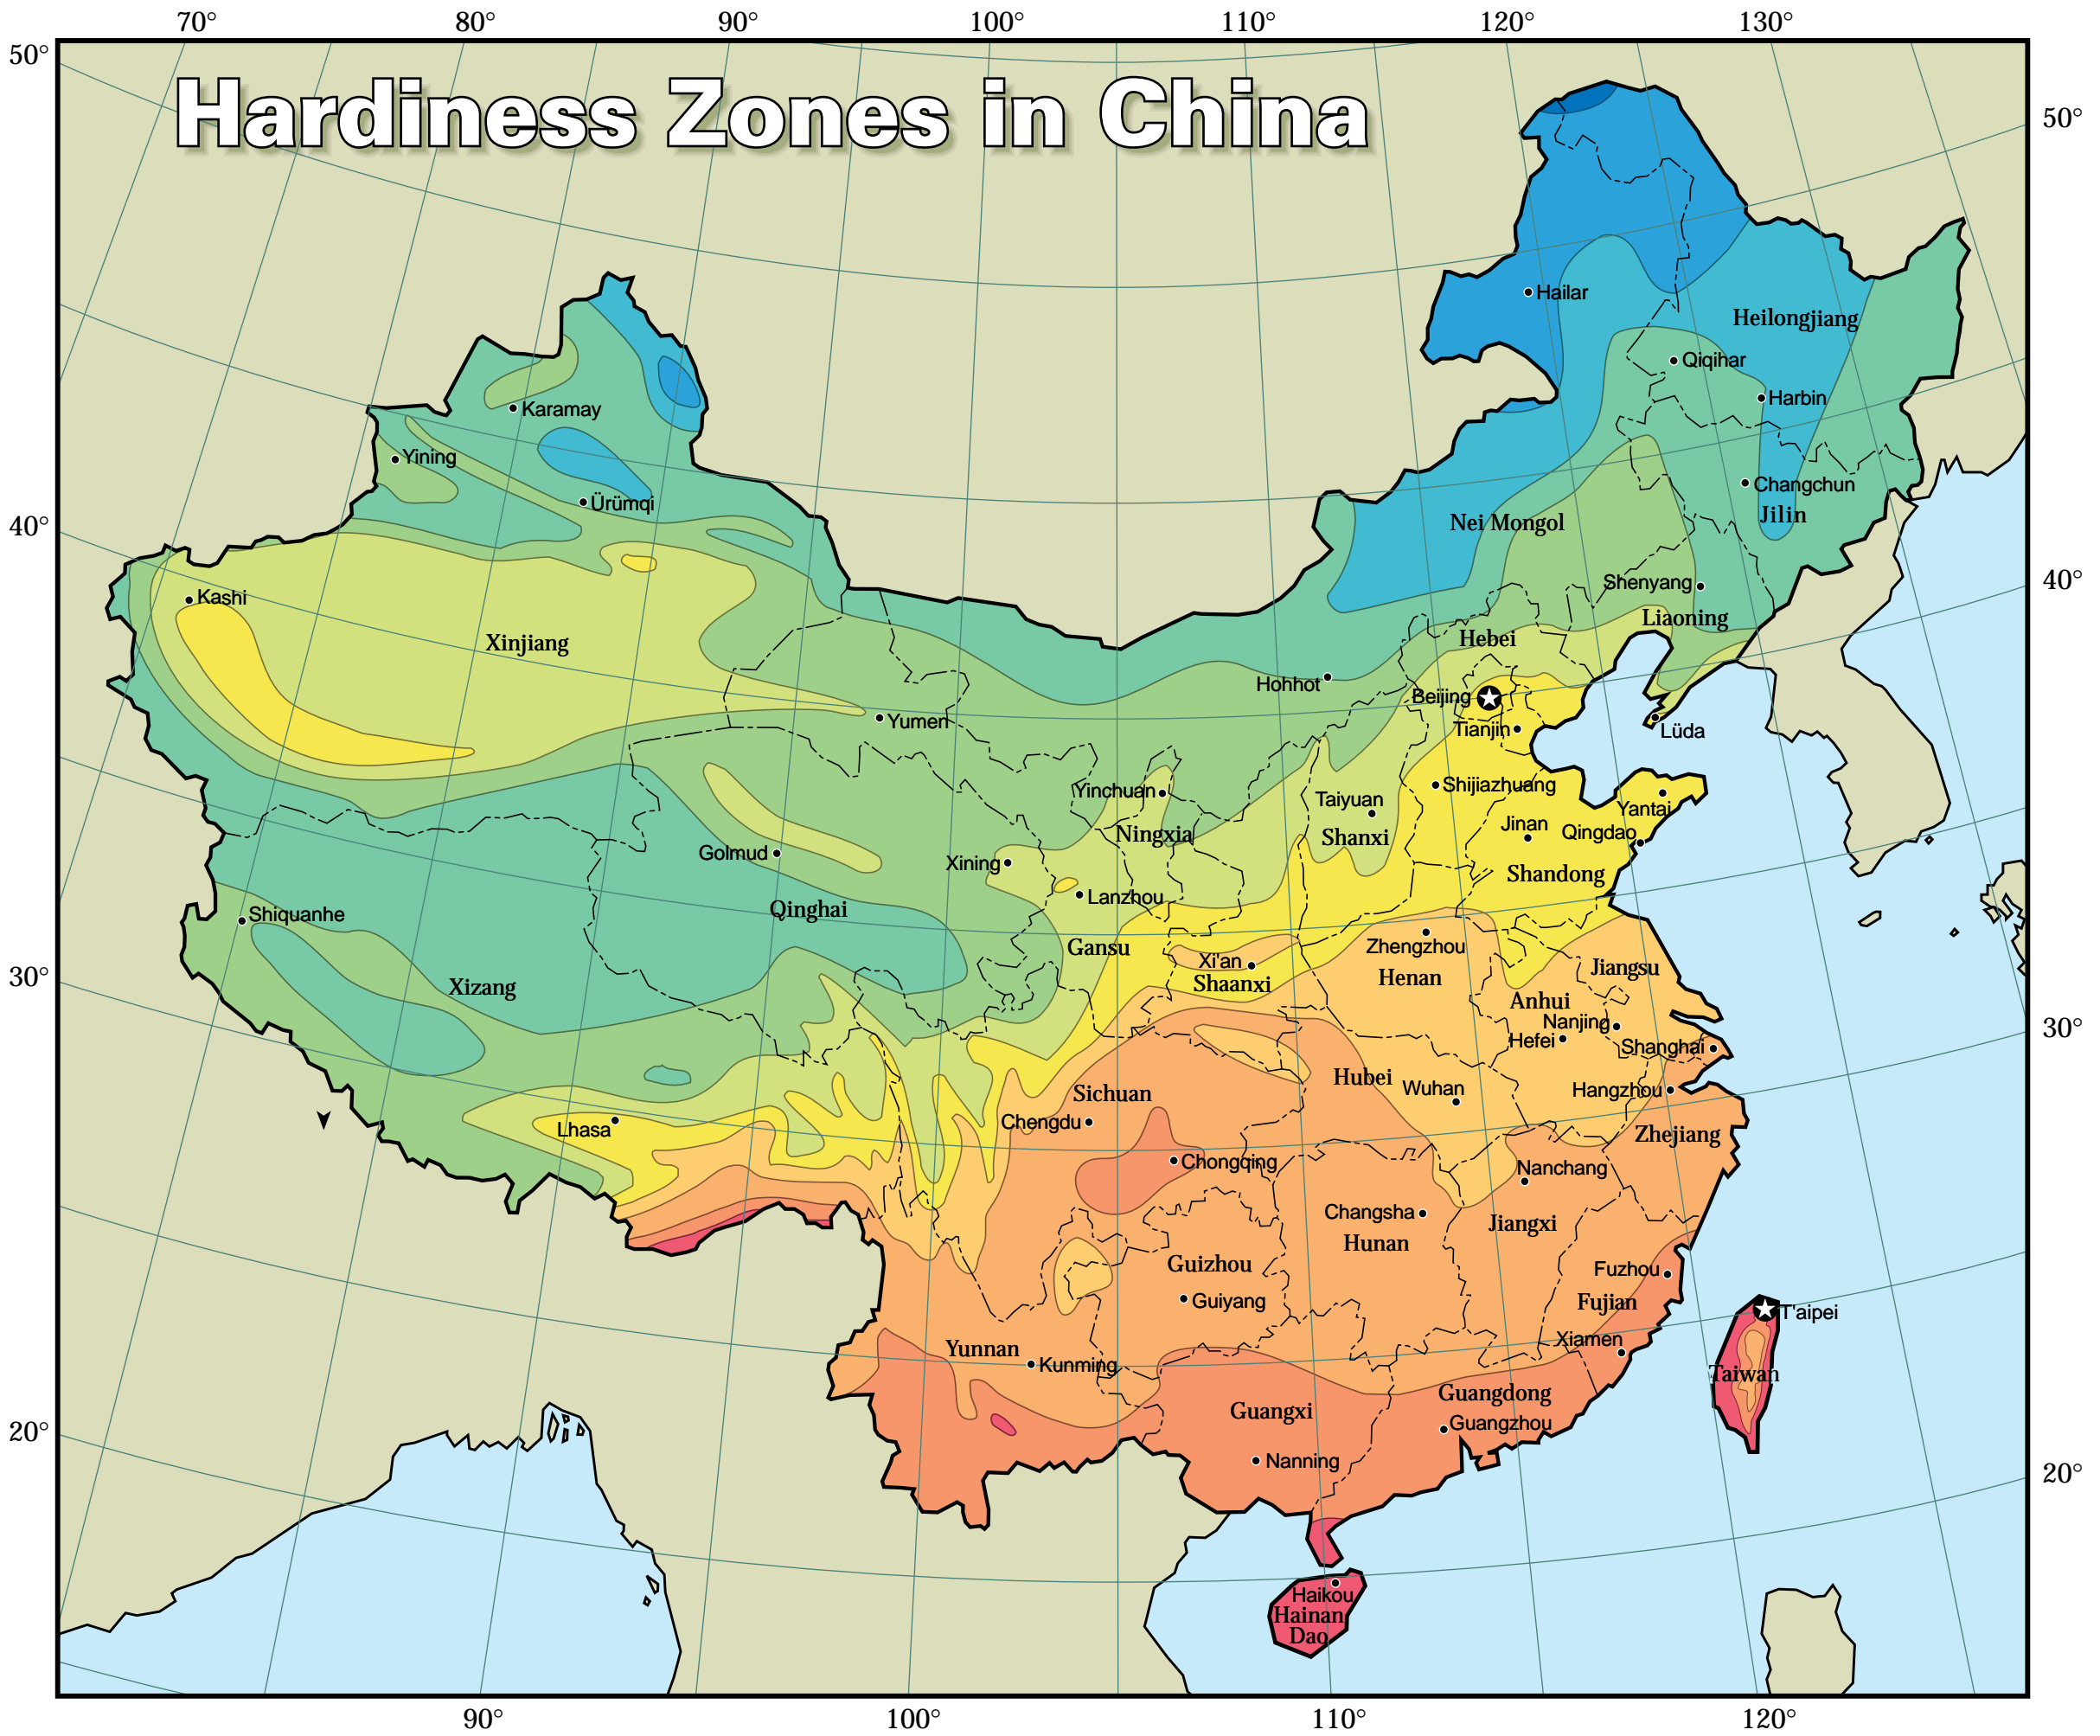 70° 80° 90° 100° 110° 120° 130°
50°
Hardiness Zones in China
50°
Hailar
Heilongjiang
Qiqihar
Harbin
Karamay
Yining
Ürümqi
Changchun
Jilin
Nei Mongol
40°
40°
Shenyang
Liaoning
Kashi
Xinjiang
Hebei
Hohhot
Beijing
Yumen
Tianjin
Lüda
Shijiazhuang
Yinchuan
Taiyuan
Yantai
Ningxia
Shanxi
Jinan
Qingdao
Golmud
Xining
Shandong
Lanzhou
Qinghai
Shiquanhe
Gansu
Zhengzhou
Xi'an
Shaanxi
Henan
Jiangsu
30°
Xizang
Anhui
Nanjing
30°
Hefei
Shanghai
Hubei
Wuhan
Hangzhou
Sichuan
Chengdu
Lhasa
Zhejiang
Chongqing
Nanchang
Changsha
Hunan
Jiangxi
Guizhou
Guiyang
Fuzhou
Fujian
T'aipei
Xiamen
Yunnan
Kunming
Taiwan
Guangdong
Guangxi
Guangzhou
20°
Nanning
20°
Haikou
Hainan
Dao
90° 100° 110° 120°